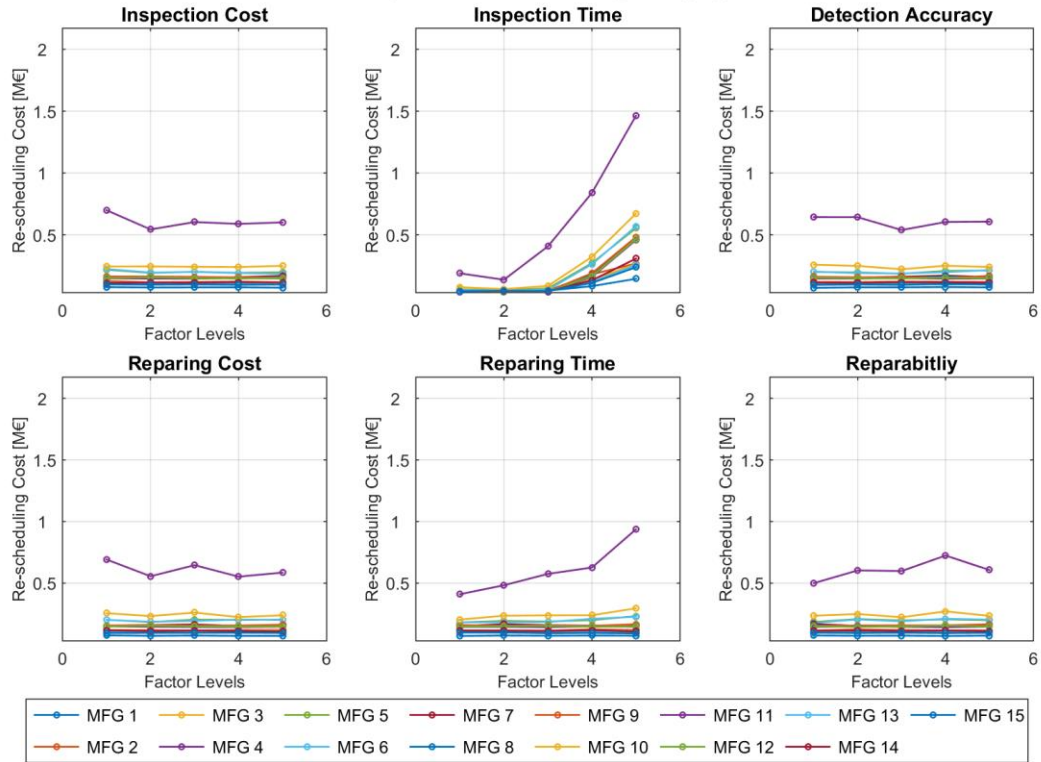 Inspection Cost
Inspection Time
Detection Accuracy
Re-scheduling Cost [M€]
2
1.5
1
0.5
0 2 4 6
Factor Levels
Re-scheduling Cost [M€]
2
1.5
1
0.5
0 2 4 6
Factor Levels
Re-scheduling Cost [M€]
2
1.5
1
0.5
0 2 4 6
Factor Levels
Reparing Cost
Reparing Time
Reparabitliy
Re-scheduling Cost [M€]
2
1.5
1
0.5
0 2 4 6
Factor Levels
Re-scheduling Cost [M€]
2
1.5
1
0.5
0 2 4 6
Factor Levels
Re-scheduling Cost [M€]
2
1.5
1
0.5
0 2 4 6
Factor Levels
MFG 1 MFG 3 MFG 5 MFG 7 MFG 9 MFG 11 MFG 13 MFG 15
MFG 2 MFG 4 MFG 6 MFG 8 MFG 10 MFG 12 MFG 14